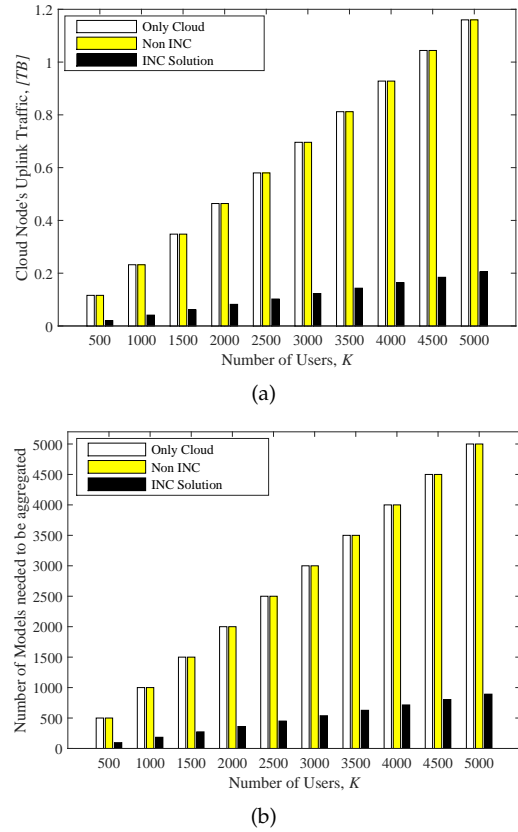 1.2
Only Cloud
Non INC
INC Solution
1
0.8
0.6
0.4
0.2
0
Cloud Node's Uplink Traffic, [TB]
500 1000 1500 2000 2500 3000 3500 4000 4500 5000
Number of Users, K
(a)
Only Cloud
Non INC
INC Solution
5000
4500
4000
3500
3000
2500
2000
1500
1000
500
0
Number of Models needed to be aggregated
500 1000 1500 2000 2500 3000 3500 4000 4500 5000
Number of Users, K
(b)